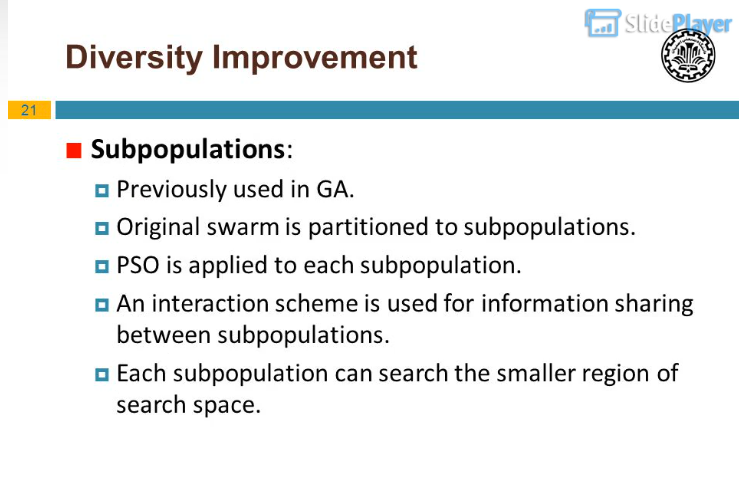 SlidePlayer
Diversity Improvement
21
Subpopulations:
Previously used in GA.
Original swarm is partitioned to subpopulations.
PSO is applied to each subpopulation.
An interaction scheme is used for information sharing
between subpopulations.
Each subpopulation can search the smaller region of
search space.